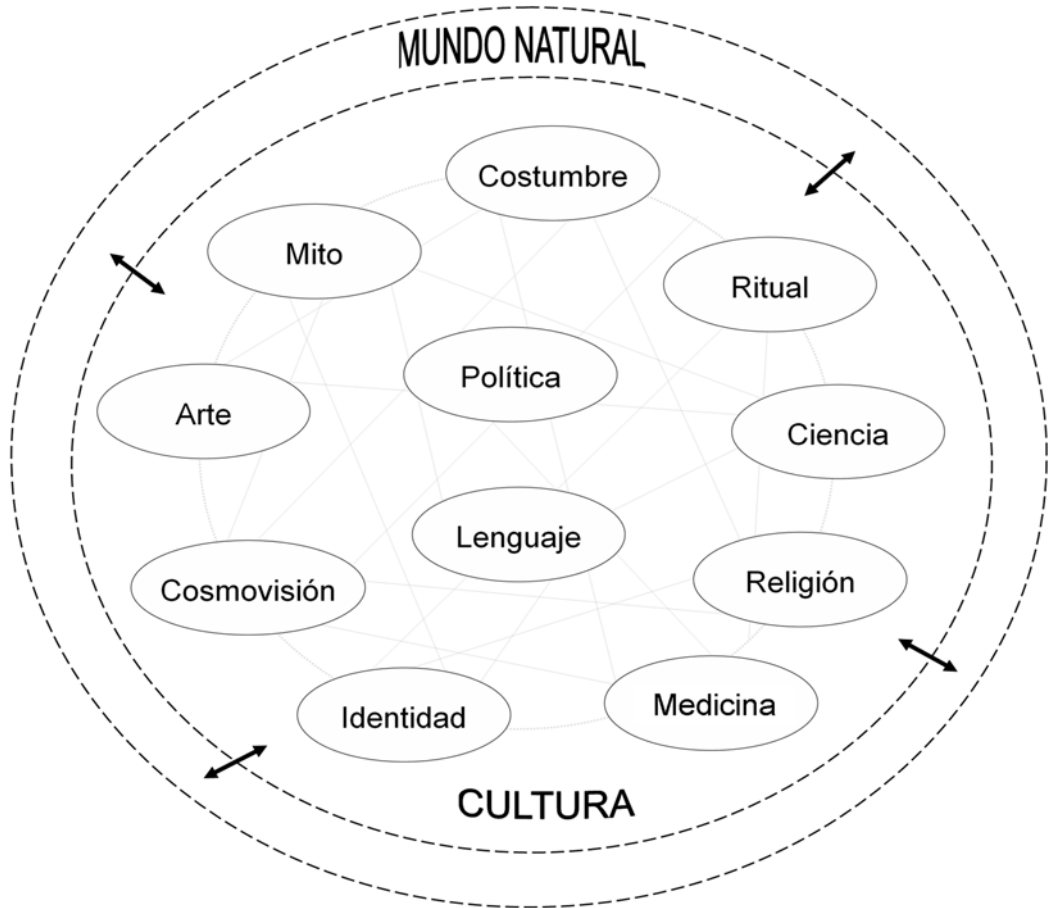 MUNDO NATURAL
Costumbre
Mito
Ritual
Política
Arte
Ciencia
Lenguaje
Cosmovisión
Religión
Identidad
Medicina
CULTURA